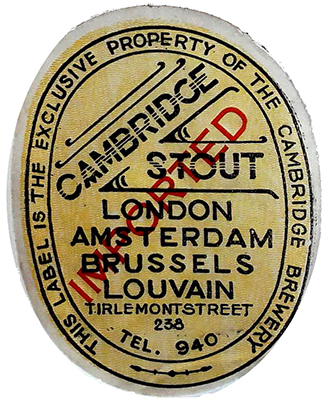 THIS LABEL IS THE EXCLUSIVE PROPERTY OF THE CAMBRIDGE BREWERY
CAMBRIDGE
STOUT
IMPORTED
LONDON
AMSTERDAM
BRUSSELS
LOUVAIN
TIRLEMONTSTREET
238
TEL. 940